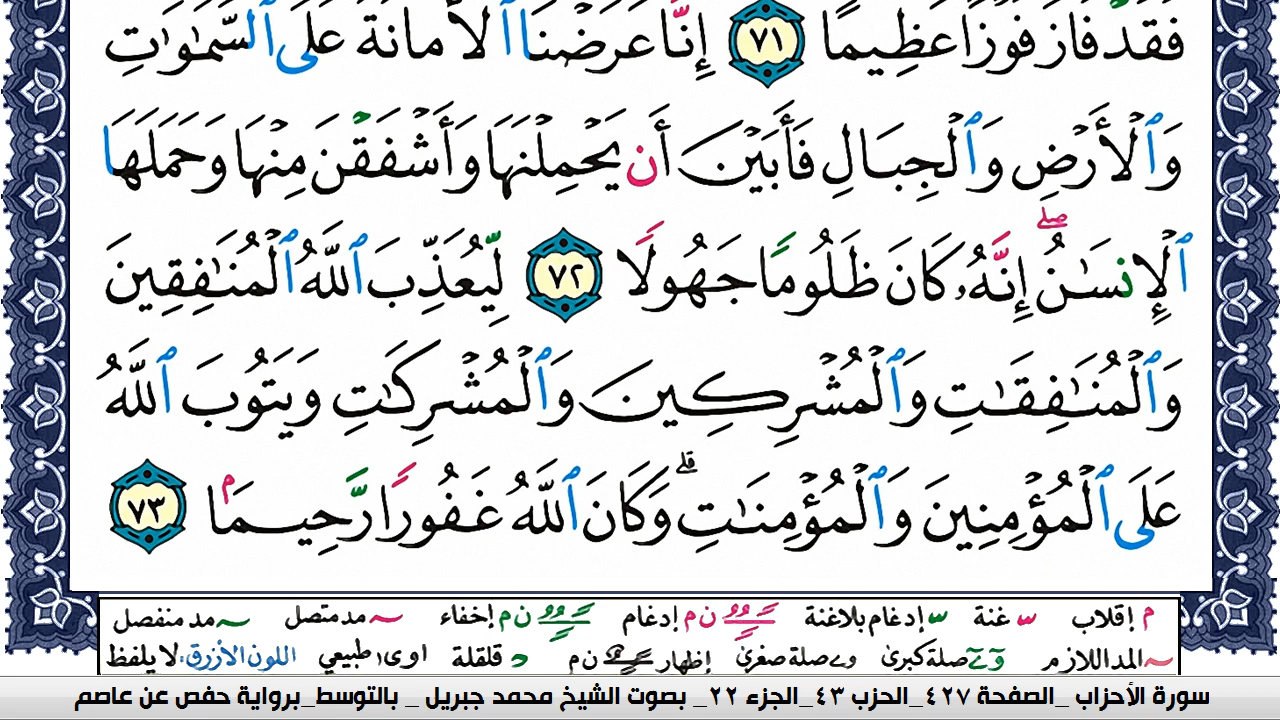 فَقَدْ فَازَ فَوْزًا عَظِيمًا ٧١ إِنَّا عَرَضْنَا ٱلْأَمَانَةَ عَلَى ٱلسَّمَٰوَٰتِ
وَٱلْأَرْضِ وَٱلْجِبَالِ فَأَبَيْنَ أَن يَحْمِلْنَهَا وَأَشْفَقْنَ مِنْهَا وَحَمَلَهَا
ٱلْإِنسَٰنُ ۖ إِنَّهُۥ كَانَ ظَلُومًا جَهُولًا ٧٢ لِّيُعَذِّبَ ٱللَّهُ ٱلْمُنَٰفِقِينَ
وَٱلْمُنَٰفِقَٰتِ وَٱلْمُشْرِكِينَ وَٱلْمُشْرِكَٰتِ وَيَتُوبَ ٱللَّهُ
عَلَى ٱلْمُؤْمِنِينَ وَٱلْمُؤْمِنَٰتِ ۗ وَكَانَ ٱللَّهُ غَفُورًا رَّحِيمًۢا ٧٣
م إقلاب س غنة س إدغام بلاغنة ن م إدغام ن م إخفاء مد متصل مد منفصل
المد اللازم صلة كبرى صلة صغرى إظهار ن م قلقلة د اوى، طبيعي اللون الأزرق، لا يلفظ
سورة الأحزاب _الصفحة ٤٢٧_الحزب ٤٣_الجزء ٢٢_ بصوت الشيخ محمد جبريل _ بالتوسط_برواية حفص عن عاصم